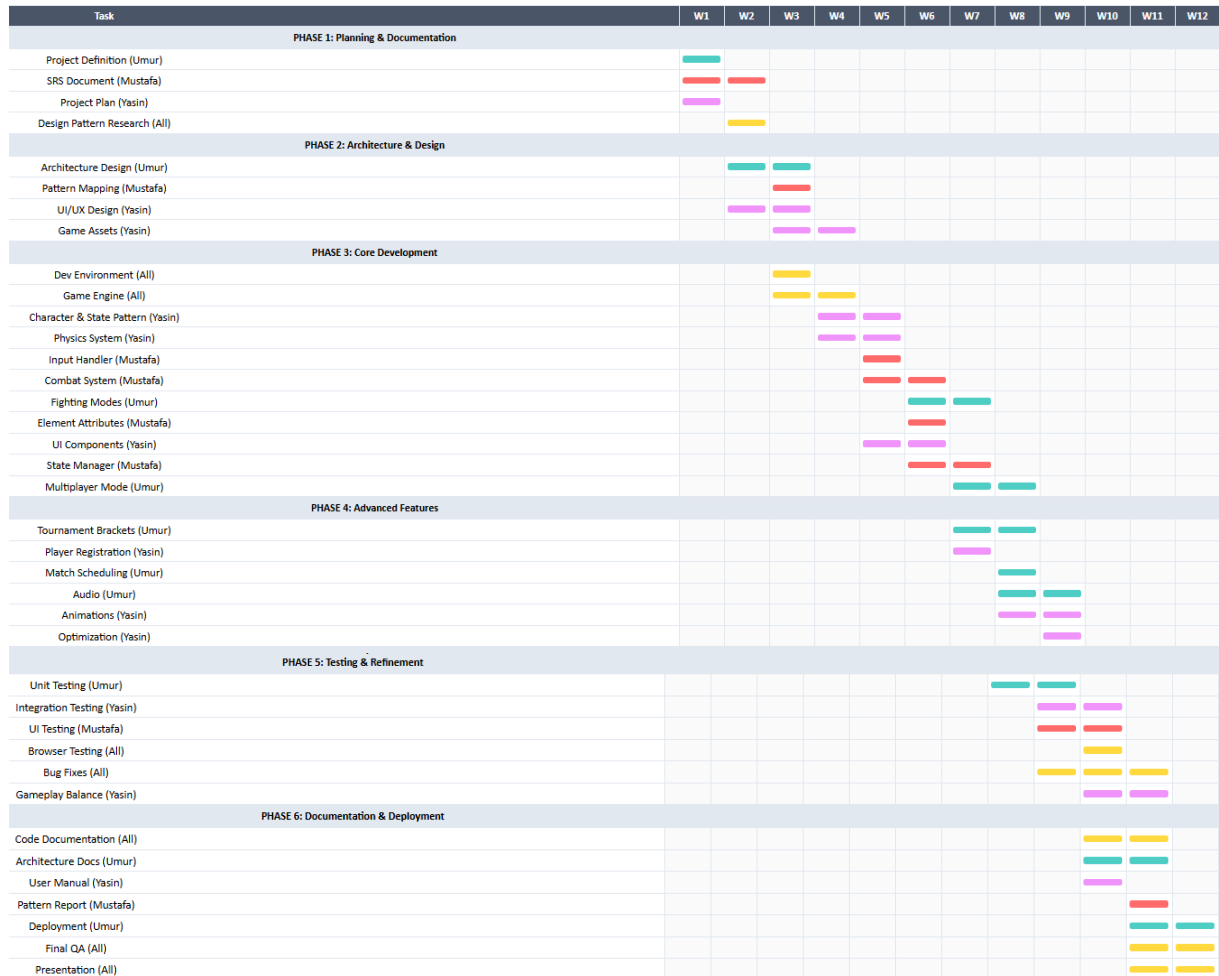 Task W1 W2 W3 W4 W5 W6 W7 W8 W9 W10 W11 W12
PHASE 1: Planning & Documentation
Project Definition (Umur)
SRS Document (Mustafa)
Project Plan (Yasin)
Design Pattern Research (All)
PHASE 2: Architecture & Design
Architecture Design (Umur)
Pattern Mapping (Mustafa)
UI/UX Design (Yasin)
Game Assets (Yasin)
PHASE 3: Core Development
Dev Environment (All)
Game Engine (All)
Character & State Pattern (Yasin)
Physics System (Yasin)
Input Handler (Mustafa)
Combat System (Mustafa)
Fighting Modes (Umur)
Element Attributes (Mustafa)
UI Components (Yasin)
State Manager (Mustafa)
Multiplayer Mode (Umur)
PHASE 4: Advanced Features
Tournament Brackets (Umur)
Player Registration (Yasin)
Match Scheduling (Umur)
Audio (Umur)
Animations (Yasin)
Optimization (Yasin)
PHASE 5: Testing & Refinement
Unit Testing (Umur)
Integration Testing (Yasin)
UI Testing (Mustafa)
Browser Testing (All)
Bug Fixes (All)
Gameplay Balance (Yasin)
PHASE 6: Documentation & Deployment
Code Documentation (All)
Architecture Docs (Umur)
User Manual (Yasin)
Pattern Report (Mustafa)
Deployment (Umur)
Final QA (All)
Presentation (All)